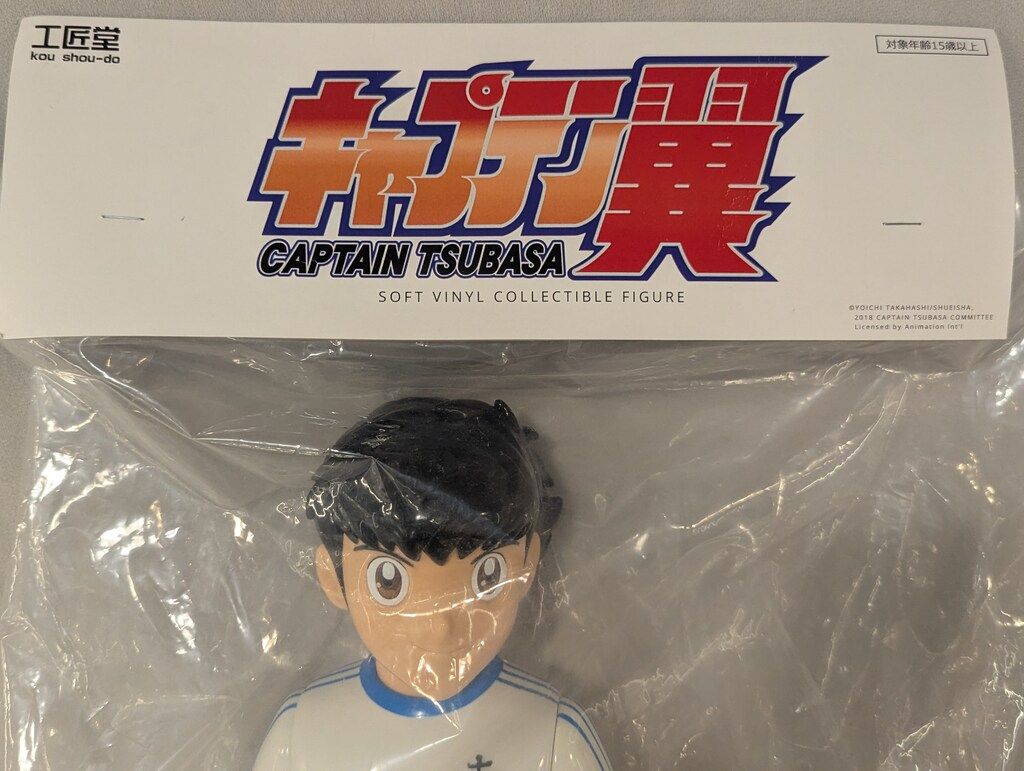 工匠堂
kou shou-do
対象年齢15歳以上
キャプテン翼
CAPTAIN TSUBASA
SOFT VINYL COLLECTIBLE FIGURE
©YOICHI TAKAHASHI/SHUEISHA,
2018 CAPTAIN TSUBASA COMMITTEE
Licensed by Animation Int'l